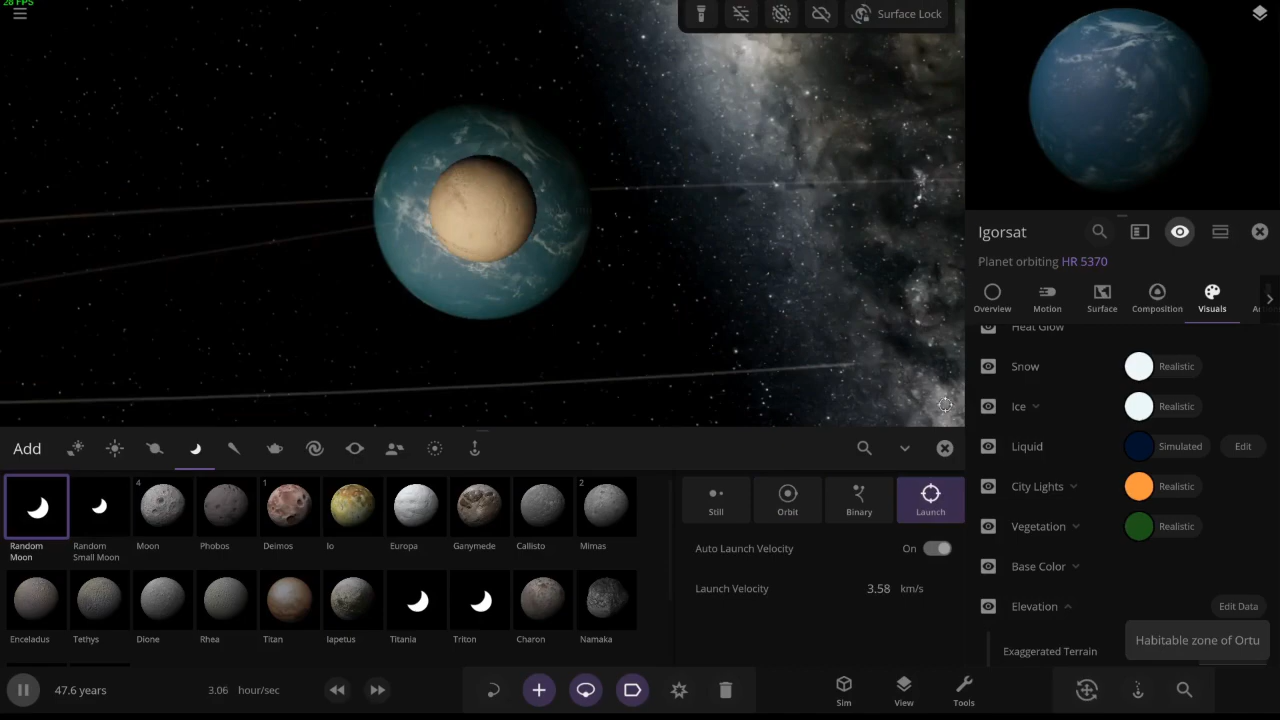 28 FPS
Surface Lock
Igorsat
Planet orbiting HR 5370
Overview
Motion
Surface
Composition
Visuals
Heat Glow
Snow
Realistic
Ice
Realistic
Liquid
Simulated
Edit
City Lights
Realistic
Vegetation
Realistic
Base Color
Elevation
Edit Data
Exaggerated Terrain
Habitable zone of Ortu
Add
Random Moon
Random Small Moon
4
Moon
Phobos
1
Deimos
Io
Europa
Ganymede
Callisto
2
Mimas
Enceladus
Tethys
Dione
Rhea
Titan
Iapetus
Titania
Triton
Charon
Namaka
Still
Orbit
Binary
Launch
Auto Launch Velocity
On
Launch Velocity
3.58 km/s
47.6 years
3.06 hour/sec
Sim
View
Tools